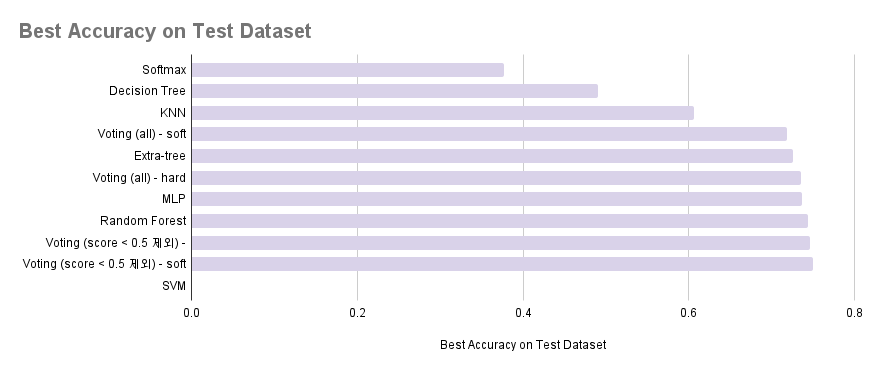 Best Accuracy on Test Dataset
Softmax
Decision Tree
KNN
Voting (all) - soft
Extra-tree
Voting (all) - hard
MLP
Random Forest
Voting (score < 0.5 제외) -
Voting (score < 0.5 제외) - soft
SVM
0.0 0.2 0.4 0.6 0.8
Best Accuracy on Test Dataset